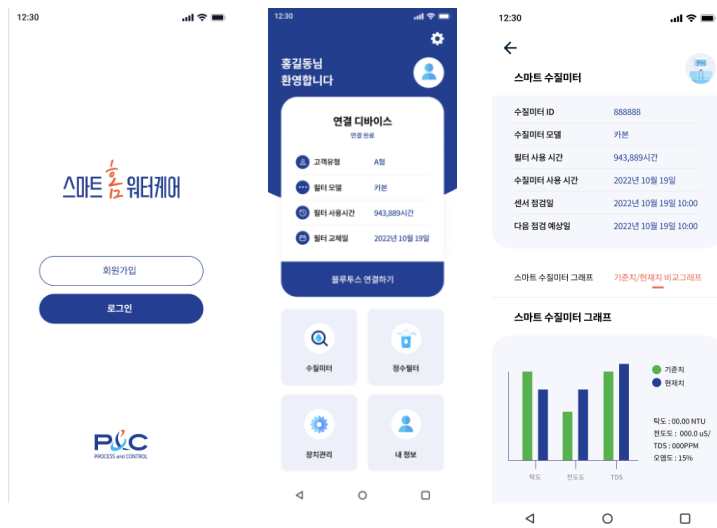 12:30
스마트 홈 워터케어
회원가입
로그인
PLC
PROCESS and CONTROL
12:30
홍길동님
환영합니다
연결 디바이스
연결 완료
고객유형 A형
필터 모델 카본
필터 사용시간 943,889시간
필터 교체일 2022년 10월 19일
블루투스 연결하기
수질미터
정수필터
장치관리
내 정보
12:30
스마트 수질미터
PH
수질미터 ID 888888
수질미터 모델 카본
필터 사용 시간 943,889시간
수질미터 사용 시간 2022년 10월 19일
센서 점검일 2022년 10월 19일 10:00
다음 점검 예상일 2022년 10월 19일 10:00
스마트 수질미터 그래프 기준치/현재치 비교그래프
스마트 수질미터 그래프
기준치
현재치
탁도 : 00.00 NTU
전도도 : 000.0 uS/
TDS : 000PPM
오염도 : 15%
탁도 전도도 TDS